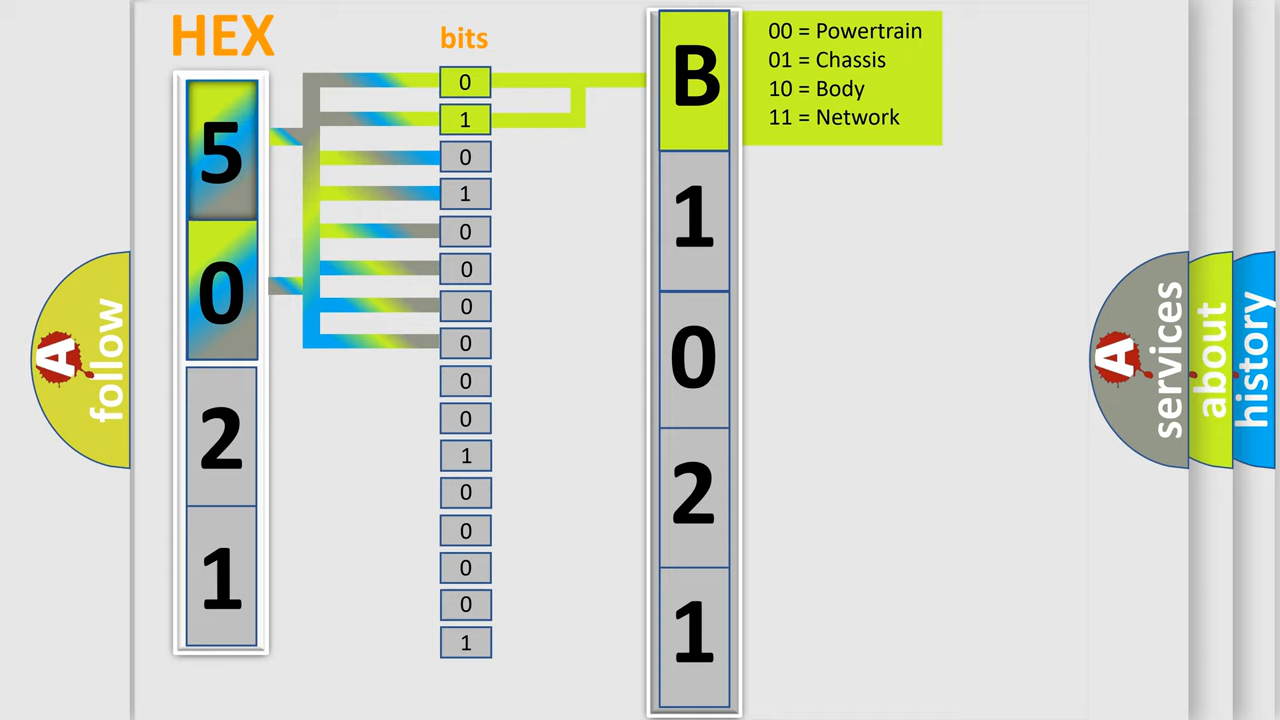 HEX
bits
5
0
2
1
0
1
0
1
0
0
0
0
0
0
1
0
0
0
0
1
B
1
0
2
1
00 = Powertrain
01 = Chassis
10 = Body
11 = Network
A
follow
A
services
about
history